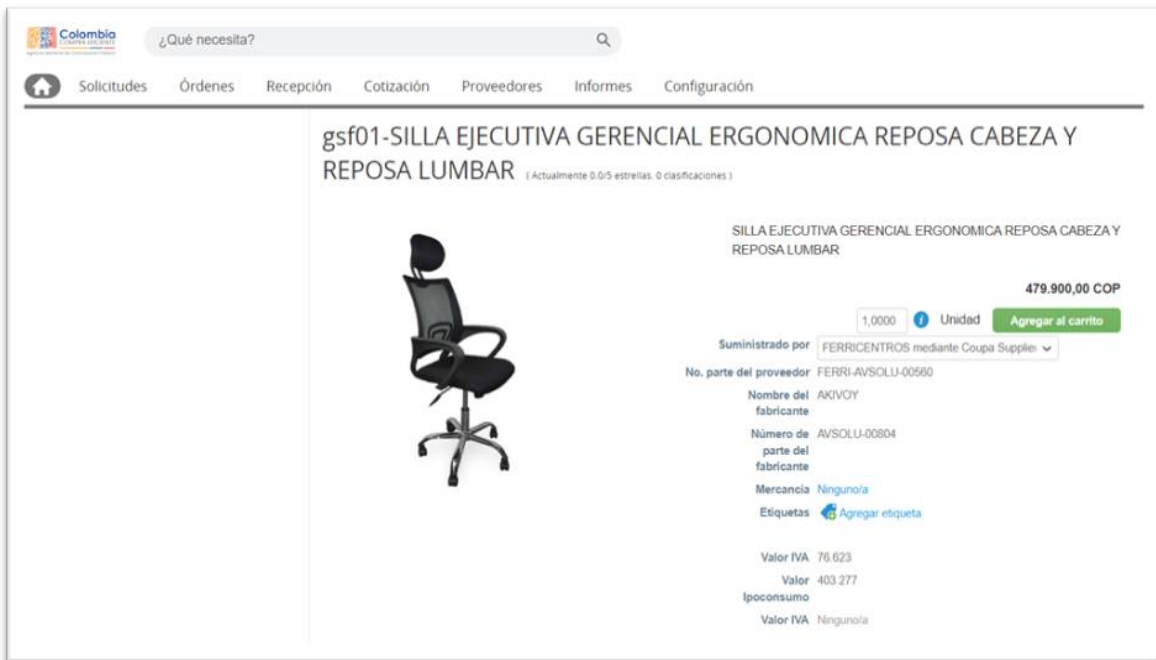 Colombia
COMPRA EFICIENTE
¿Qué necesita?
Solicitudes Órdenes Recepción Cotización Proveedores Informes Configuración
gsf01-SILLA EJECUTIVA GERENCIAL ERGONOMICA REPOSA CABEZA Y
REPOSA LUMBAR ( Actualmente 0.0/5 estrellas. 0 clasificaciones )
SILLA EJECUTIVA GERENCIAL ERGONOMICA REPOSA CABEZA Y
REPOSA LUMBAR
479.900,00 COP
1,0000 Unidad Agregar al carrito
Suministrado por FERRICENTROS mediante Coupa Supplie
No. parte del proveedor FERRI-AVSOLU-00560
Nombre del AKIVOY
fabricante
Número de AVSOLU-00804
parte del
fabricante
Mercancia Ninguno/a
Etiquetas Agregar etiqueta
Valor IVA 76.623
Valor 403.277
Ipoconsumo
Valor IVA Ninguno/a